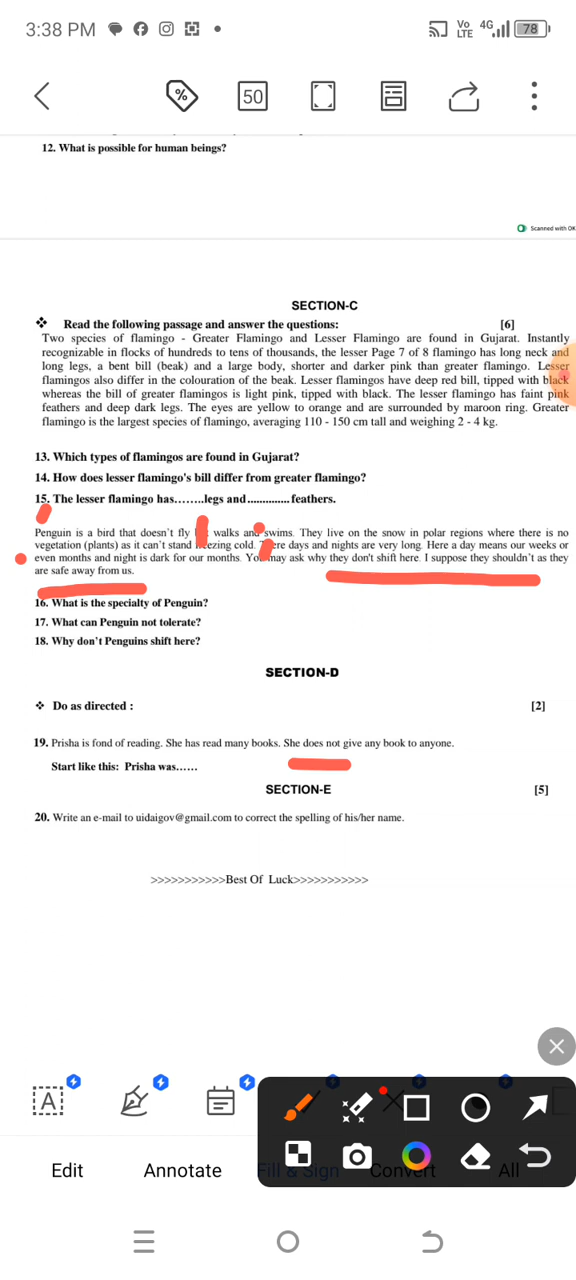 3:38 PM
Vo LTE 4G 78
% 50
12. What is possible for human beings?
Scanned with OK
SECTION-C
❖ Read the following passage and answer the questions: [6]
Two species of flamingo - Greater Flamingo and Lesser Flamingo are found in Gujarat. Instantly
recognizable in flocks of hundreds to tens of thousands, the lesser Page 7 of 8 flamingo has long neck and
long legs, a bent bill (beak) and a large body, shorter and darker pink than greater flamingo. Lesser
flamingos also differ in the colouration of the beak. Lesser flamingos have deep red bill, tipped with black
whereas the bill of greater flamingos is light pink, tipped with black. The lesser flamingo has faint pink
feathers and deep dark legs. The eyes are yellow to orange and are surrounded by maroon ring. Greater
flamingo is the largest species of flamingo, averaging 110 - 150 cm tall and weighing 2 - 4 kg.
13. Which types of flamingos are found in Gujarat?
14. How does lesser flamingo's bill differ from greater flamingo?
15. The lesser flamingo has........legs and.............. feathers.
Penguin is a bird that doesn't fly walks and swims. They live on the snow in polar regions where there is no
vegetation (plants) as it can't stand freezing cold. There days and nights are very long. Here a day means our weeks or
even months and night is dark for our months. You may ask why they don't shift here. I suppose they shouldn't as they
are safe away from us.
16. What is the specialty of Penguin?
17. What can Penguin not tolerate?
18. Why don't Penguins shift here?
SECTION-D
❖ Do as directed : [2]
19. Prisha is fond of reading. She has read many books. She does not give any book to anyone.
Start like this: Prisha was......
SECTION-E [5]
20. Write an e-mail to uidaigov@gmail.com to correct the spelling of his/her name.
>>>>>>>>>>>Best Of Luck>>>>>>>>>>>
A
Edit Annotate Fill & Sign Convert All